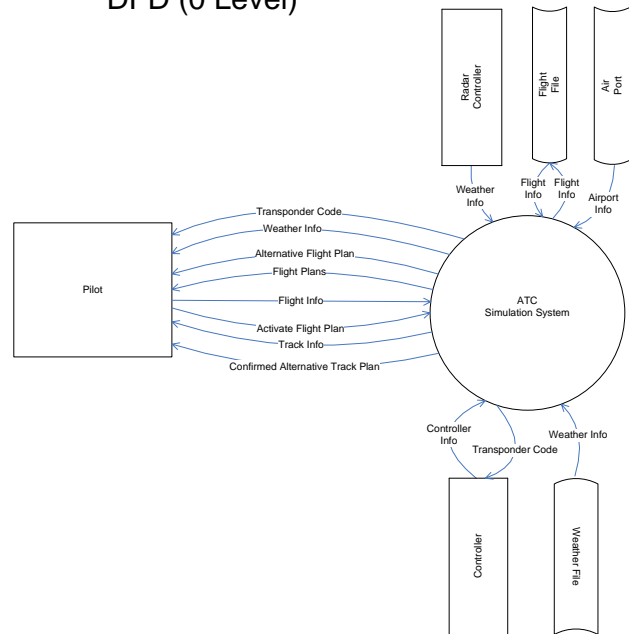 DFD (0 Level)
Radar
Controller
Flight
File
Air
Port
Weather
Info
Flight
Info
Flight
Info
Airport
Info
Transponder Code
Weather Info
Alternative Flight Plan
Flight Plans
Pilot
Flight Info
Activate Flight Plan
Track Info
Confirmed Alternative Track Plan
ATC
Simulation System
Controller
Info
Transponder Code
Weather Info
Controller
Weather File